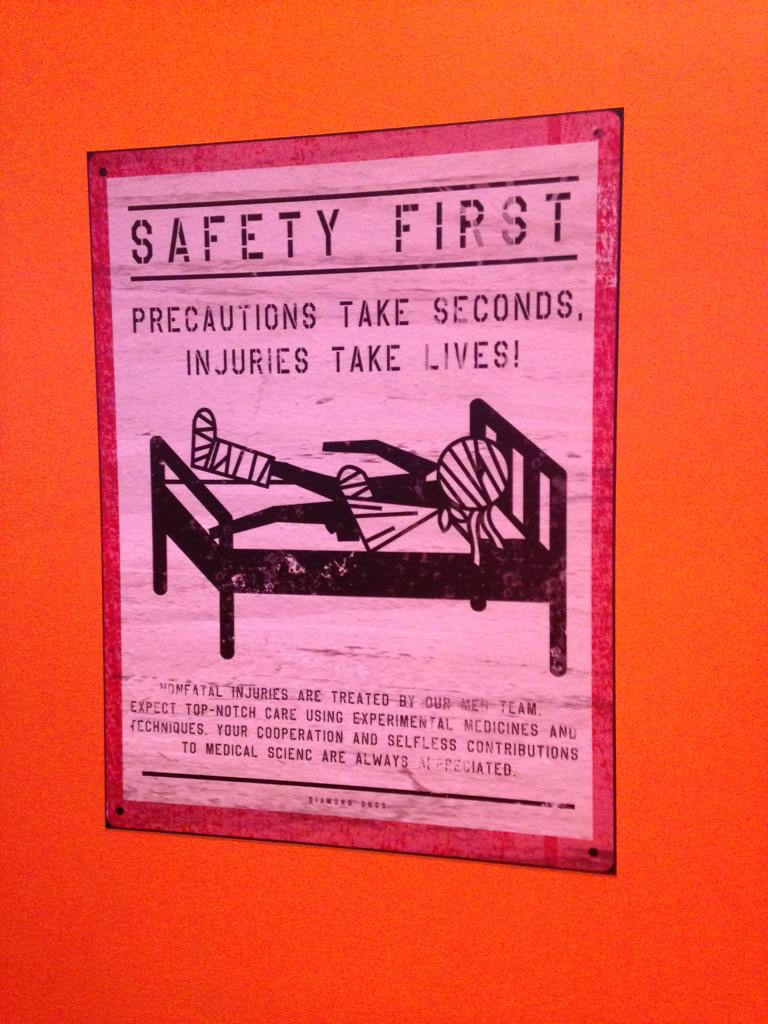 SAFETY FIRST
PRECAUTIONS TAKE SECONDS,
INJURIES TAKE LIVES!
NONFATAL INJURIES ARE TREATED BY OUR MED TEAM.
EXPECT TOP-NOTCH CARE USING EXPERIMENTAL MEDICINES AND
TECHNIQUES. YOUR COOPERATION AND SELFLESS CONTRIBUTIONS
TO MEDICAL SCIENC ARE ALWAYS APPRECIATED.
DIAMOND DOGS